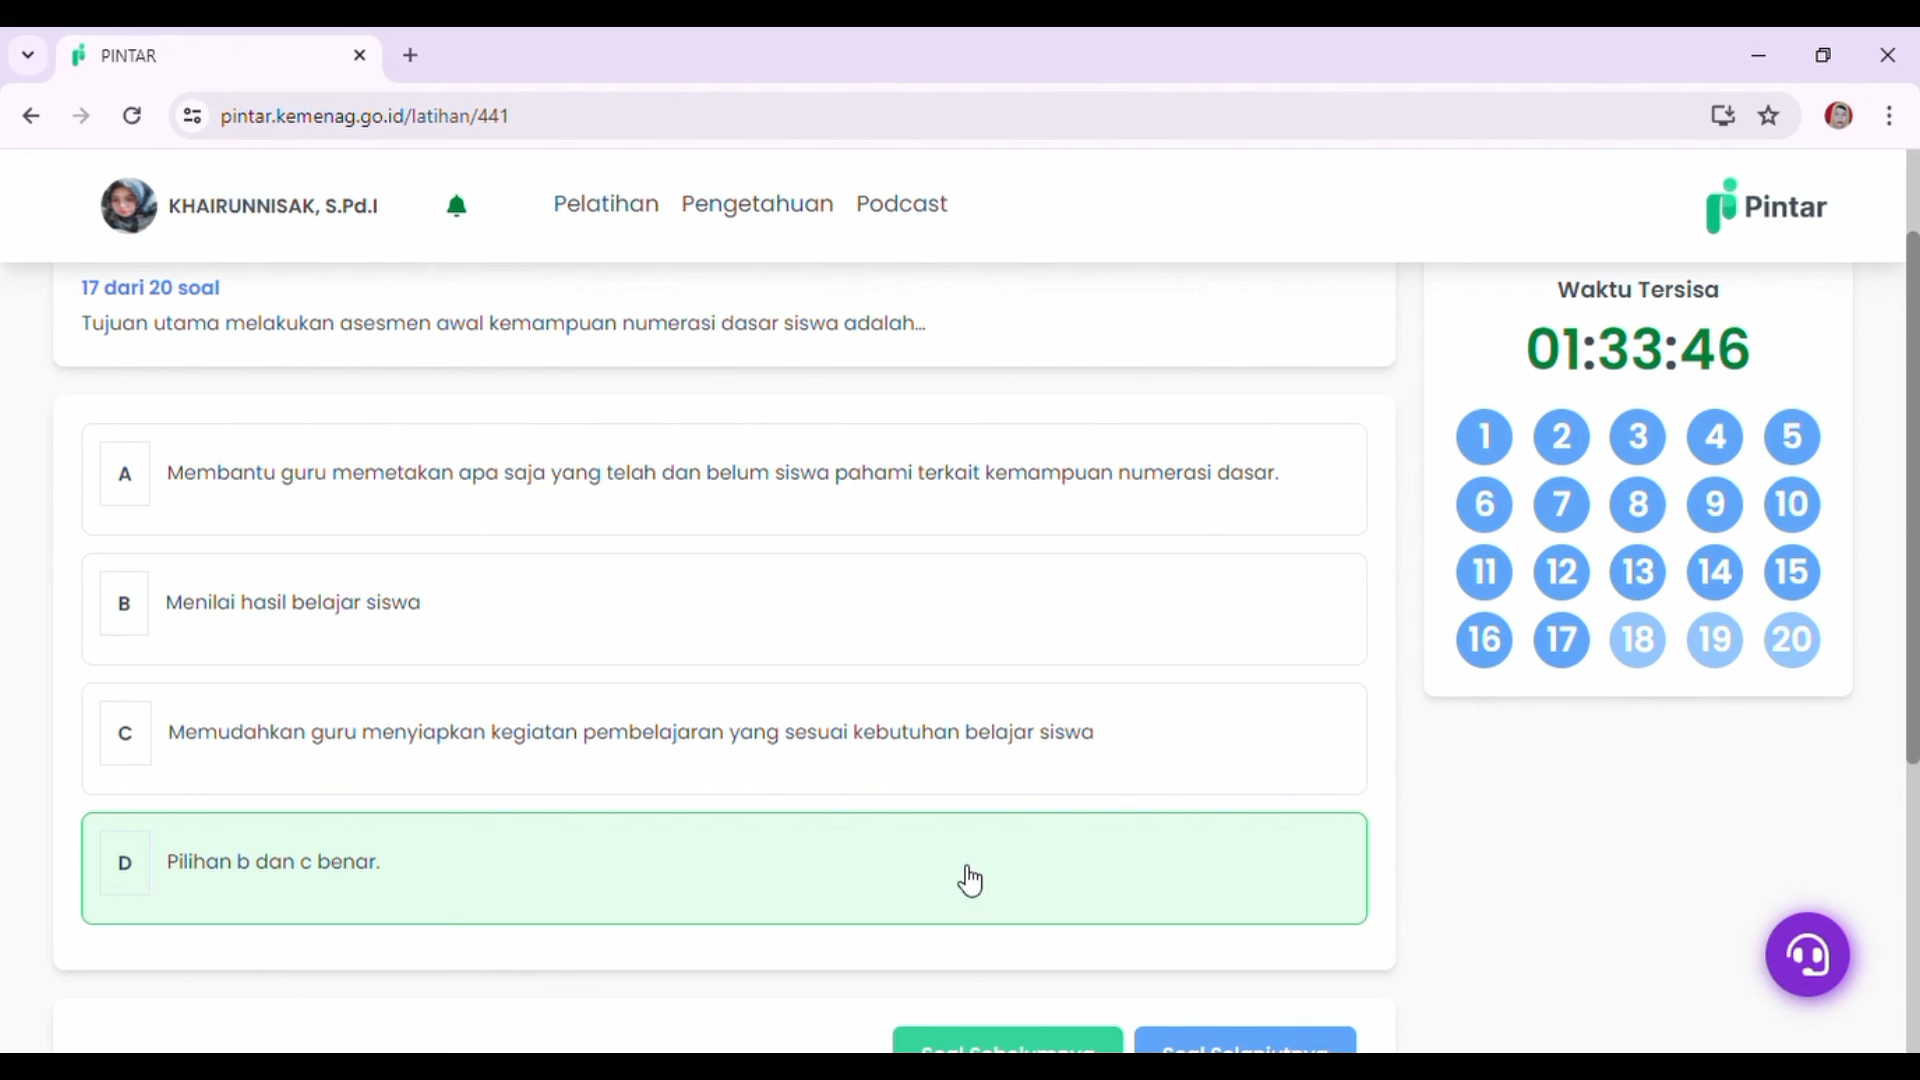 PINTAR
pintar.kemenag.go.id/latihan/441
KHAIRUNNISAK, S.Pd.I
Pelatihan
Pengetahuan
Podcast
Pintar
17 dari 20 soal
Tujuan utama melakukan asesmen awal kemampuan numerasi dasar siswa adalah...
A Membantu guru memetakan apa saja yang telah dan belum siswa pahami terkait kemampuan numerasi dasar.
B Menilai hasil belajar siswa
C Memudahkan guru menyiapkan kegiatan pembelajaran yang sesuai kebutuhan belajar siswa
D Pilihan b dan c benar.
Soal Sebelumnya
Soal Selanjutnya
Waktu Tersisa
01:33:46
1 2 3 4 5
6 7 8 9 10
11 12 13 14 15
16 17 18 19 20